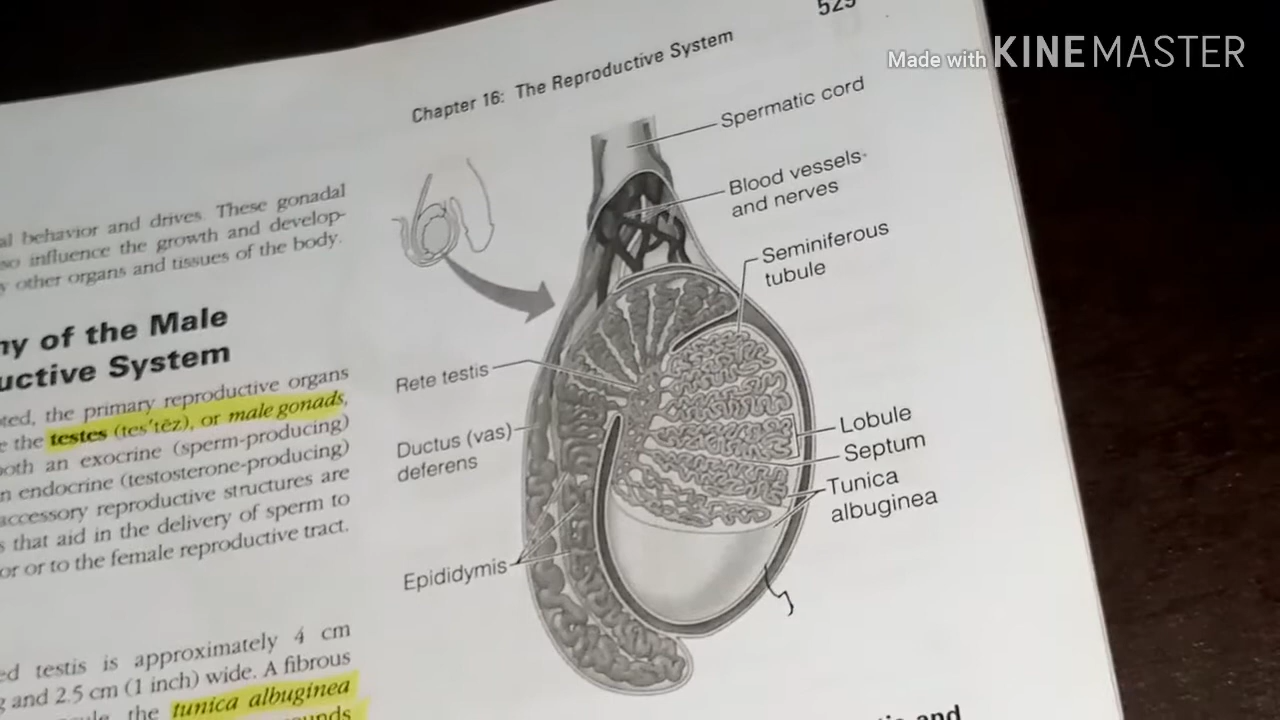 529
Made with KINEMASTER
Chapter 16: The Reproductive System
al behavior and drives. These gonadal
so influence the growth and develop-
y other organs and tissues of the body.
ny of the Male
uctive System
oted, the primary reproductive organs
e the testes (tes′tēz), or male gonads,
oth an exocrine (sperm-producing)
n endocrine (testosterone-producing)
accessory reproductive structures are
s that aid in the delivery of sperm to
or or to the female reproductive tract.
ed testis is approximately 4 cm
g and 2.5 cm (1 inch) wide. A fibrous
the tunica albuginea
Spermatic cord
Blood vessels
and nerves
Seminiferous
tubule
Rete testis
Ductus (vas)
deferens
Lobule
Septum
Tunica
albuginea
Epididymis
and